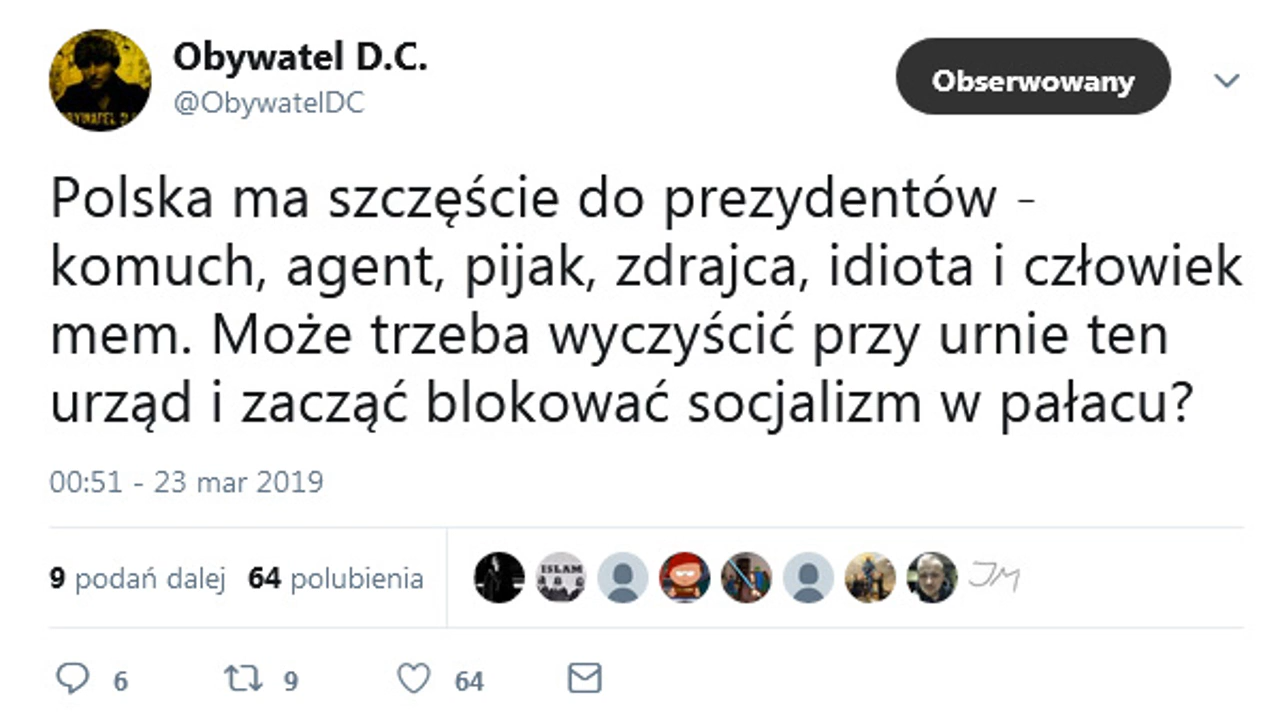 Obywatel D.C.
@ObywatelDC
Obserwowany
Polska ma szczęście do prezydentów -
komuch, agent, pijak, zdrajca, idiota i człowiek
mem. Może trzeba wyczyścić przy urnie ten
urząd i zacząć blokować socjalizm w pałacu?
00:51 - 23 mar 2019
9 podań dalej 64 polubienia
ISLAM
JM
6 9 64